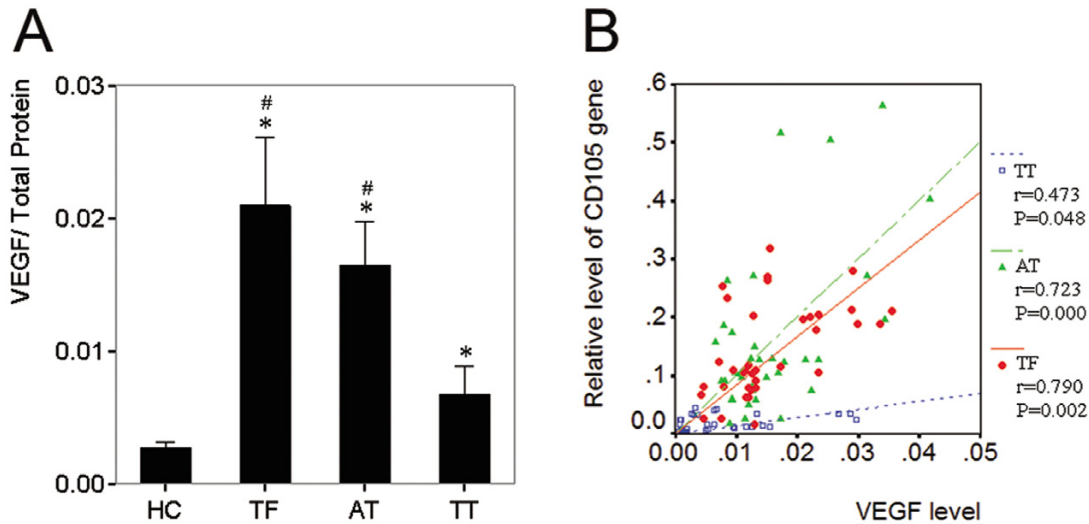 A
VEGF/ Total Protein
0.03
0.02
0.01
0.00
#
*
#
*
*
HC TF AT TT
B
Relative level of CD105 gene
.6
.5
.4
.3
.2
.1
0.0
0.00 .01 .02 .03 .04 .05
VEGF level
TT
r=0.473
P=0.048
AT
r=0.723
P=0.000
TF
r=0.790
P=0.002